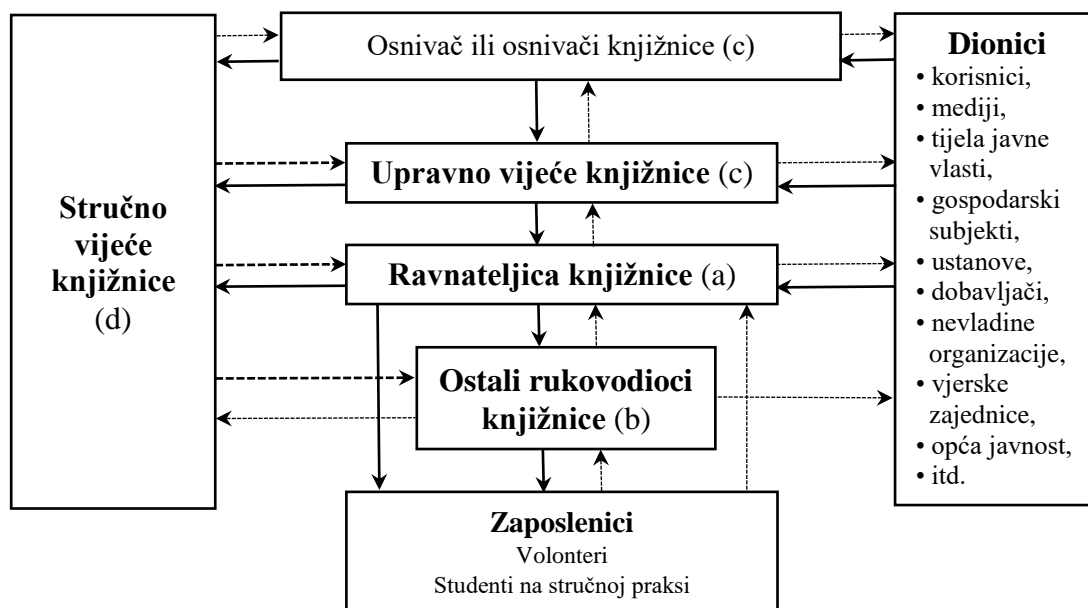 Stručno
vijeće
knjižnice
(d)
Osnivač ili osnivači knjižnice (c)
Upravno vijeće knjižnice (c)
Ravnateljica knjižnice (a)
Ostali rukovodioci
knjižnice (b)
Zaposlenici
Volonteri
Studenti na stručnoj praksi
Dionici
• korisnici,
• mediji,
• tijela javne
vlasti,
• gospodarski
subjekti,
• ustanove,
• dobavljači,
• nevladine
organizacije,
• vjerske
zajednice,
• opća javnost,
• itd.